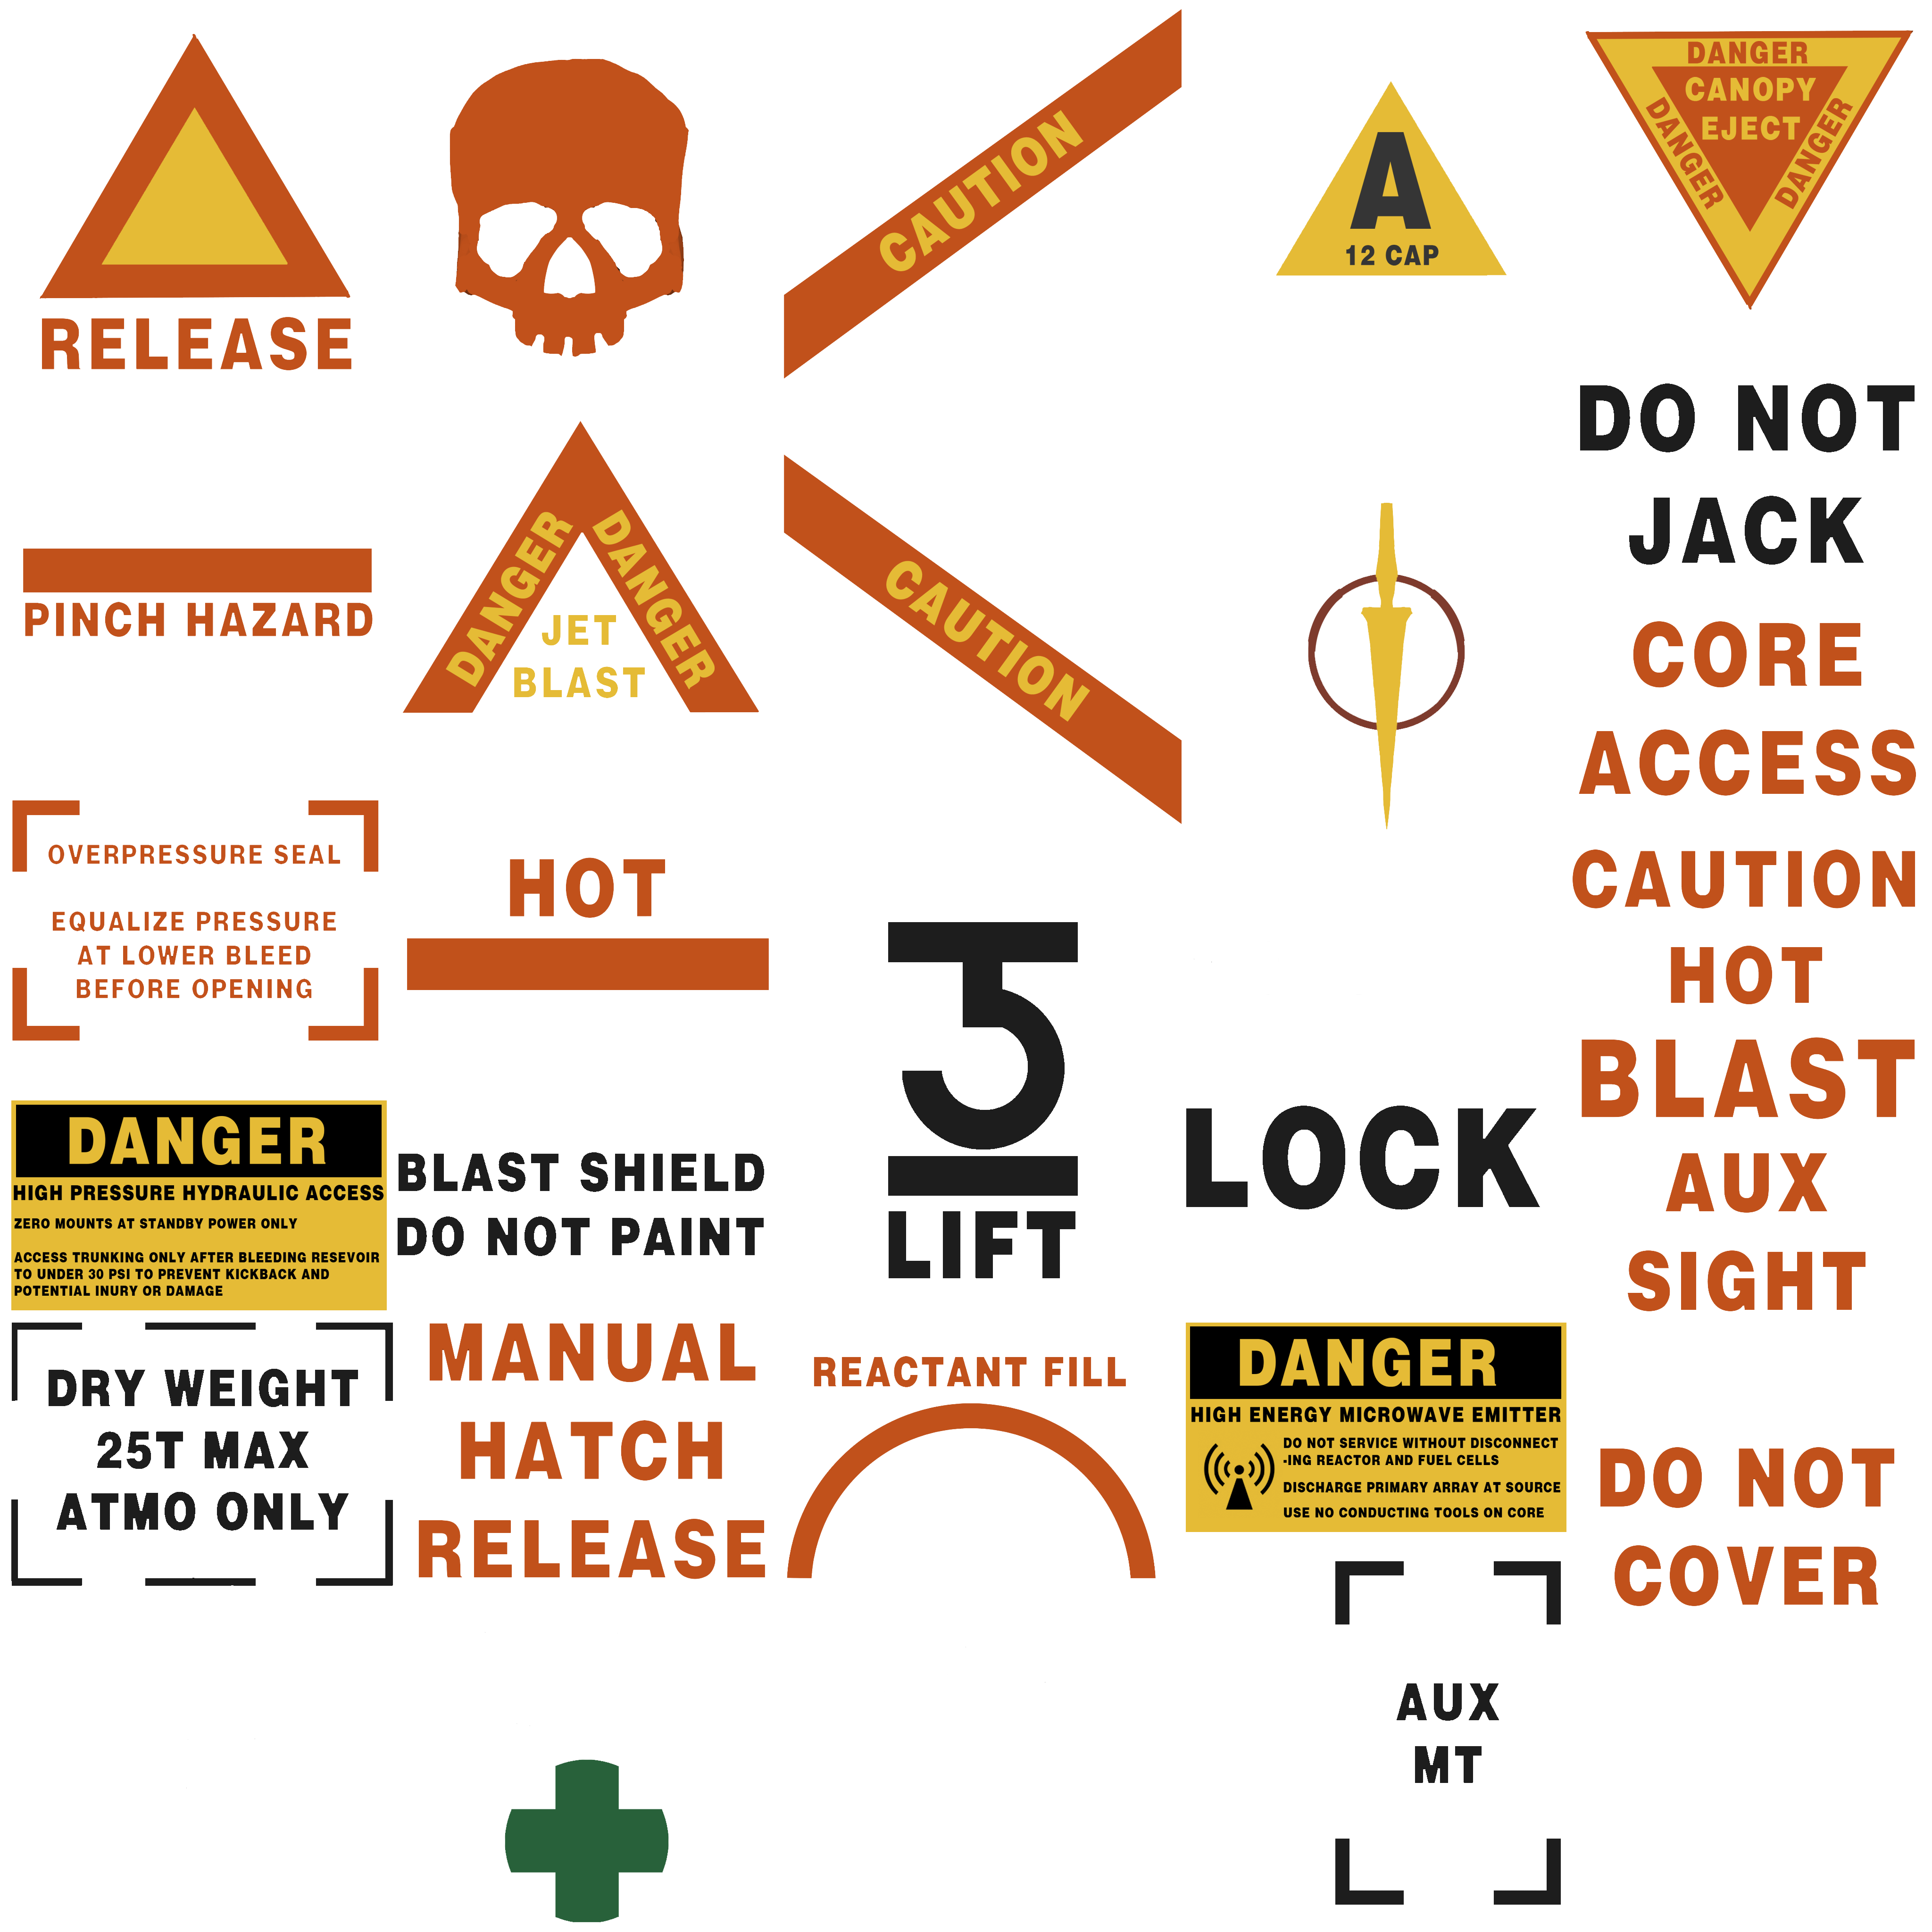 RELEASE
CAUTION
A
12 CAP
DANGER
CANOPY
EJECT
DANGER
DANGER
PINCH HAZARD
DANGER
DANGER
JET
BLAST
CAUTION
DO NOT
JACK
CORE
ACCESS
OVERPRESSURE SEAL
EQUALIZE PRESSURE
AT LOWER BLEED
BEFORE OPENING
HOT
LIFT
LOCK
CAUTION
HOT
BLAST
AUX
SIGHT
DANGER
HIGH PRESSURE HYDRAULIC ACCESS
ZERO MOUNTS AT STANDBY POWER ONLY
ACCESS TRUNKING ONLY AFTER BLEEDING RESEVOIR
TO UNDER 30 PSI TO PREVENT KICKBACK AND
POTENTIAL INURY OR DAMAGE
BLAST SHIELD
DO NOT PAINT
DRY WEIGHT
25T MAX
ATMO ONLY
MANUAL
HATCH
RELEASE
REACTANT FILL
DANGER
HIGH ENERGY MICROWAVE EMITTER
DO NOT SERVICE WITHOUT DISCONNECT
-ING REACTOR AND FUEL CELLS
DISCHARGE PRIMARY ARRAY AT SOURCE
USE NO CONDUCTING TOOLS ON CORE
DO NOT
COVER
AUX
MT